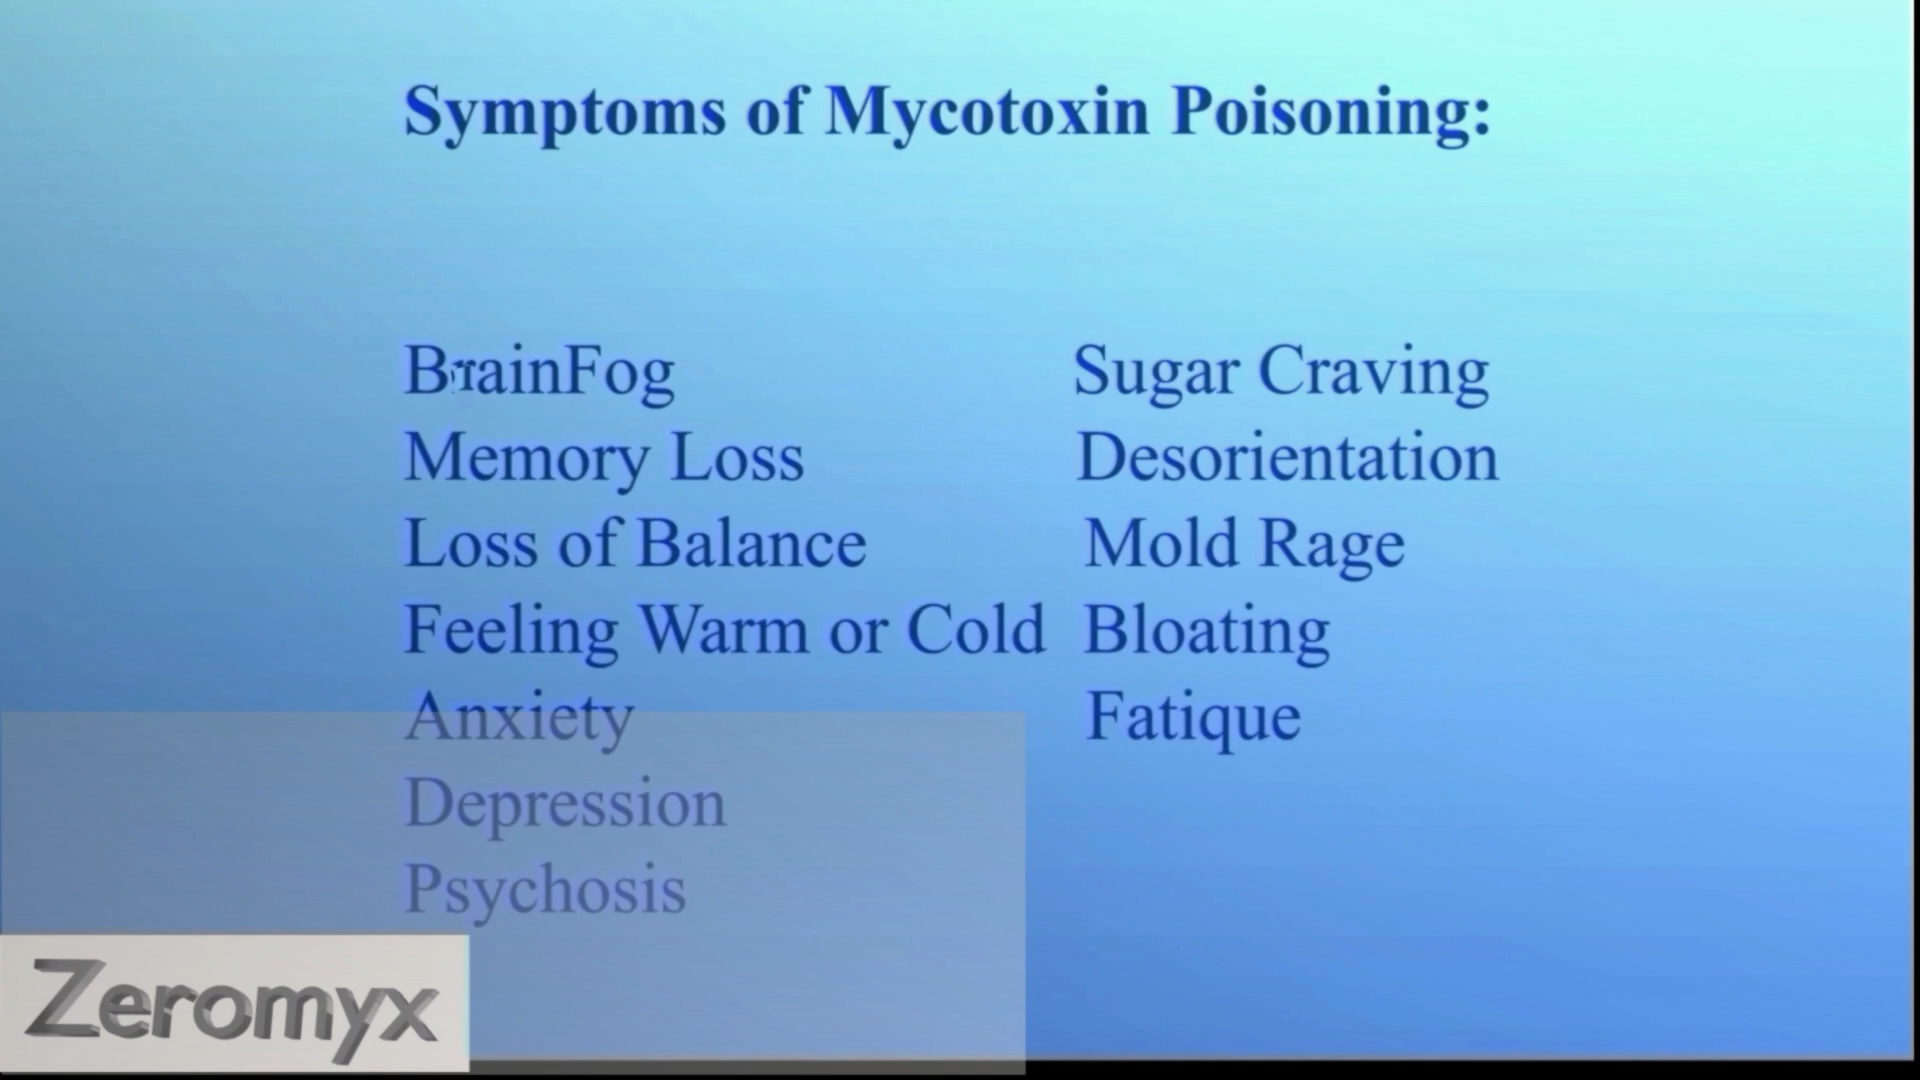 Symptoms of Mycotoxin Poisoning:
BrainFog
Memory Loss
Loss of Balance
Feeling Warm or Cold
Anxiety
Depression
Psychosis
Sugar Craving
Desorientation
Mold Rage
Bloating
Fatique
Zeromyx